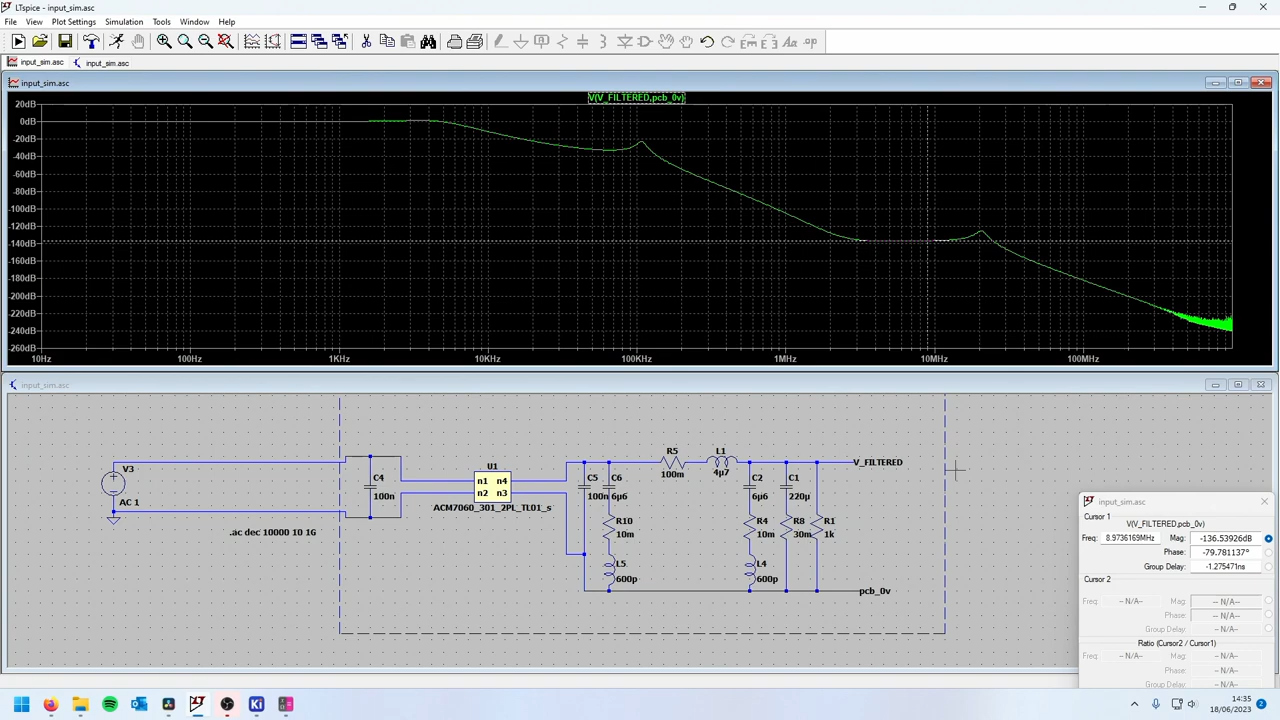 LTspice - input_sim.asc
File View Plot Settings Simulation Tools Window Help
input_sim.asc input_sim.asc
input_sim.asc
V(V_FILTERED,pcb_0v)
20dB
0dB
-20dB
-40dB
-60dB
-80dB
-100dB
-120dB
-140dB
-160dB
-180dB
-200dB
-220dB
-240dB
-260dB
10Hz 100Hz 1KHz 10KHz 100KHz 1MHz 10MHz 100MHz
input_sim.asc
V3
AC 1
.ac dec 10000 10 1G
C4
100n
U1
n1 n4
n2 n3
ACM7060_301_2PL_TL01_s
C5
100n
C6
6µ6
R10
10m
L5
600p
R5
100m
L1
4µ7
C2
6µ6
R4
10m
L4
600p
C1
220µ
R8
30m
R1
1k
V_FILTERED
pcb_0v
input_sim.asc
Cursor 1
V(V_FILTERED,pcb_0v)
Freq: 8.9736169MHz Mag: -136.53926dB
Phase: -79.781137°
Group Delay: -1.275471ns
Cursor 2
Freq: -- N/A-- Mag: -- N/A--
Phase: -- N/A--
Group Delay: -- N/A--
Ratio (Cursor2 / Cursor1)
Freq: -- N/A-- Mag: -- N/A--
Phase: -- N/A--
Group Delay: -- N/A--
14:35
18/06/2023